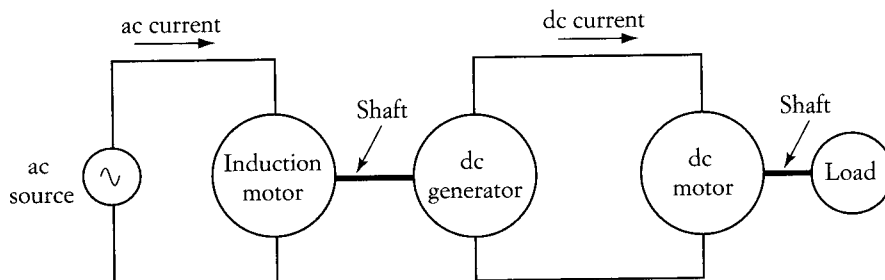 ac current
dc current
Shaft
Shaft
ac
source
Induction
motor
dc
generator
dc
motor
Load